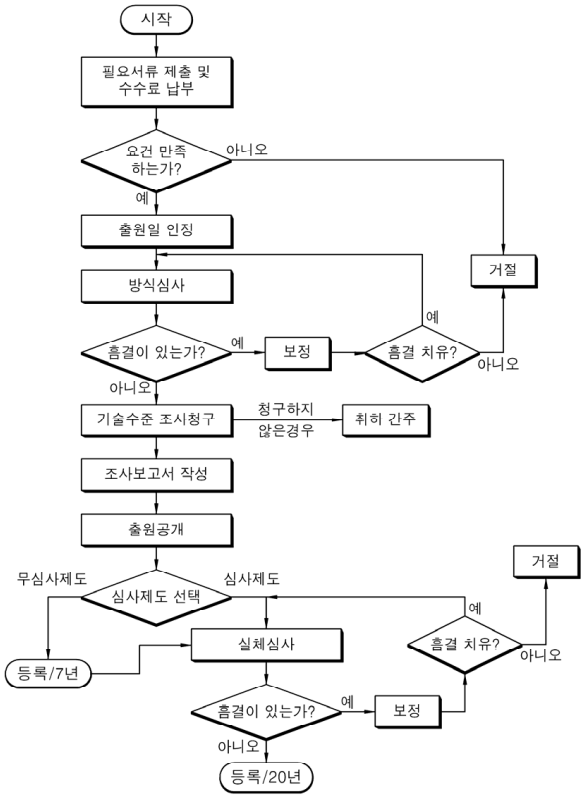 시작
필요서류 제출 및
수수료 납부
요건 만족
하는가?
아니오
예
출원일 인징
거절
방식심사
예
흠결이 있는가?
예
보정
흠결 치유?
아니오
아니오
기술수준 조시청구
청구하지
않은경우
취히 간주
조사보고서 작성
출원공개
거절
무심사제도
심사제도
심사제도 선택
예
실체심사
흠결 치유?
아니오
등록/7년
흠결이 있는가?
예
보정
아니오
등록/20년